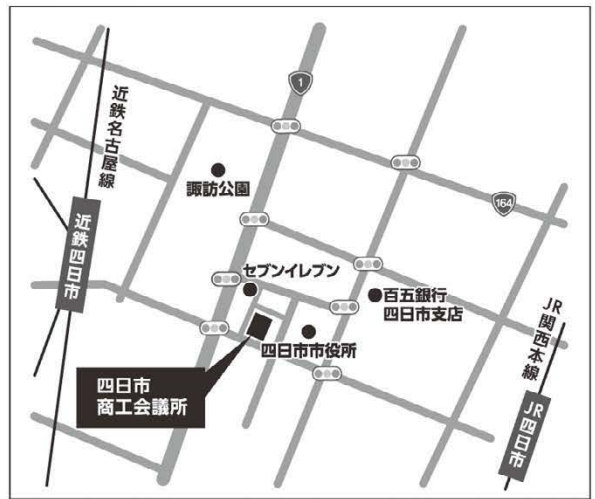 1
近鉄名古屋線
諏訪公園
164
近鉄四日市
セブンイレブン
百五銀行
四日市支店
JR関西本線
四日市市役所
四日市
商工会議所
JR四日市